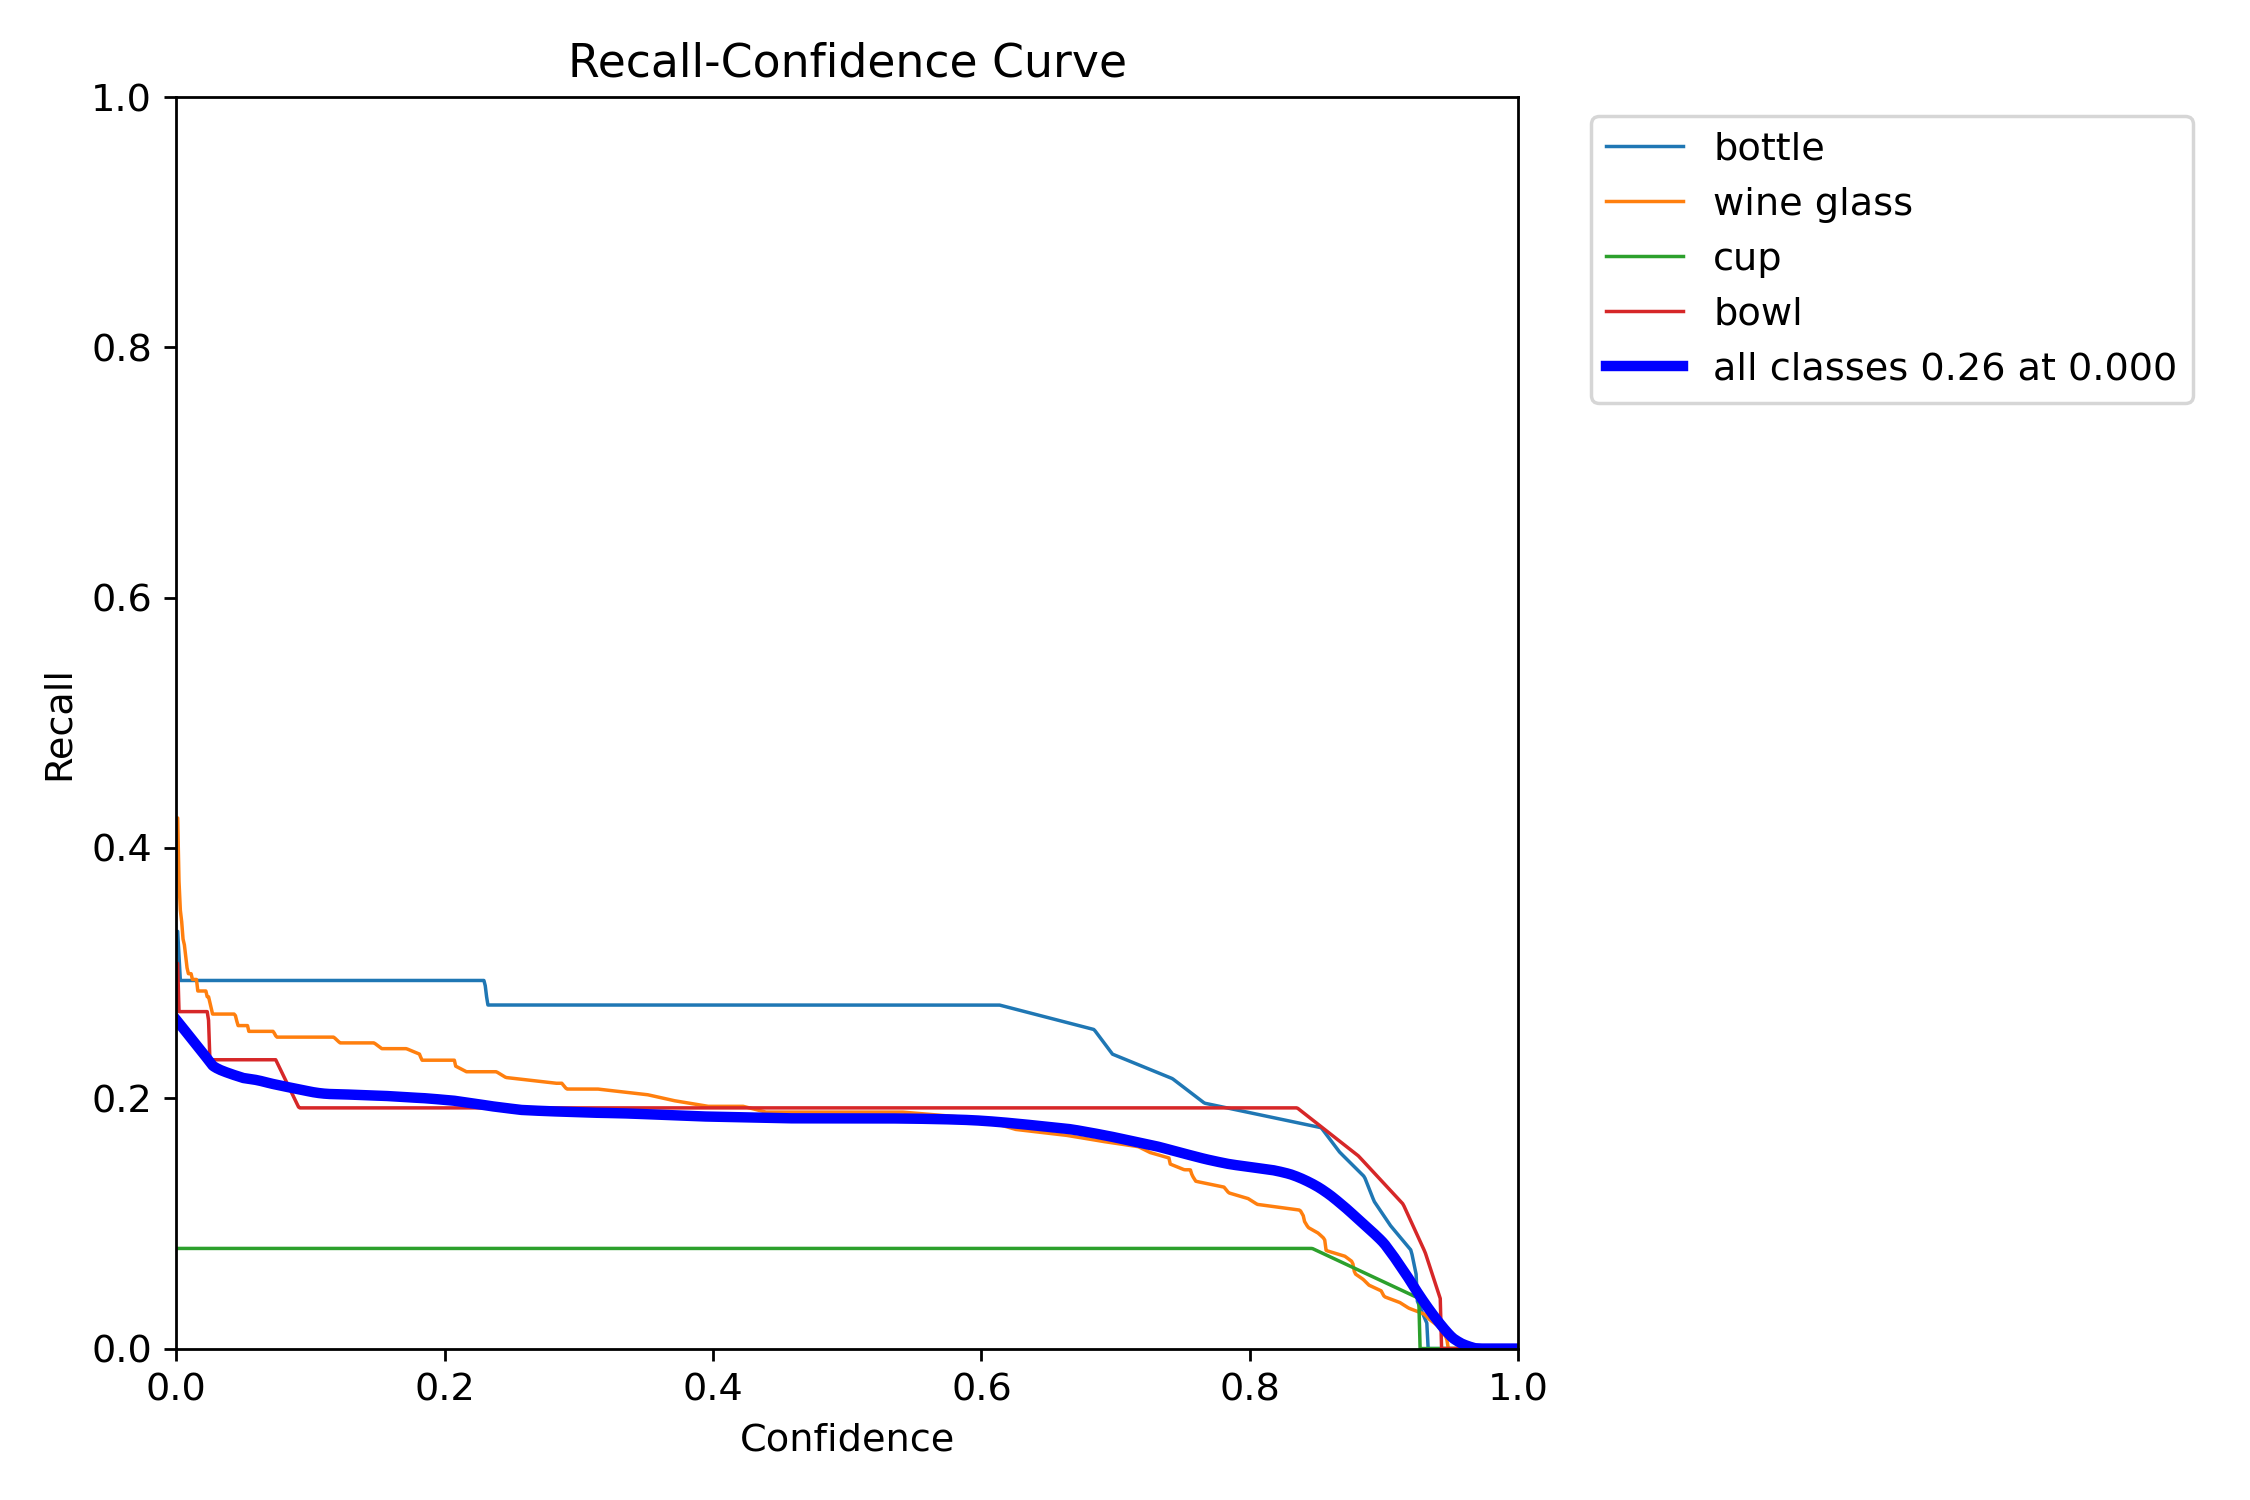 Recall-Confidence Curve
1.0
0.8
0.6
0.4
0.2
0.0
Recall
0.0 0.2 0.4 0.6 0.8 1.0
Confidence
bottle
wine glass
cup
bowl
all classes 0.26 at 0.000